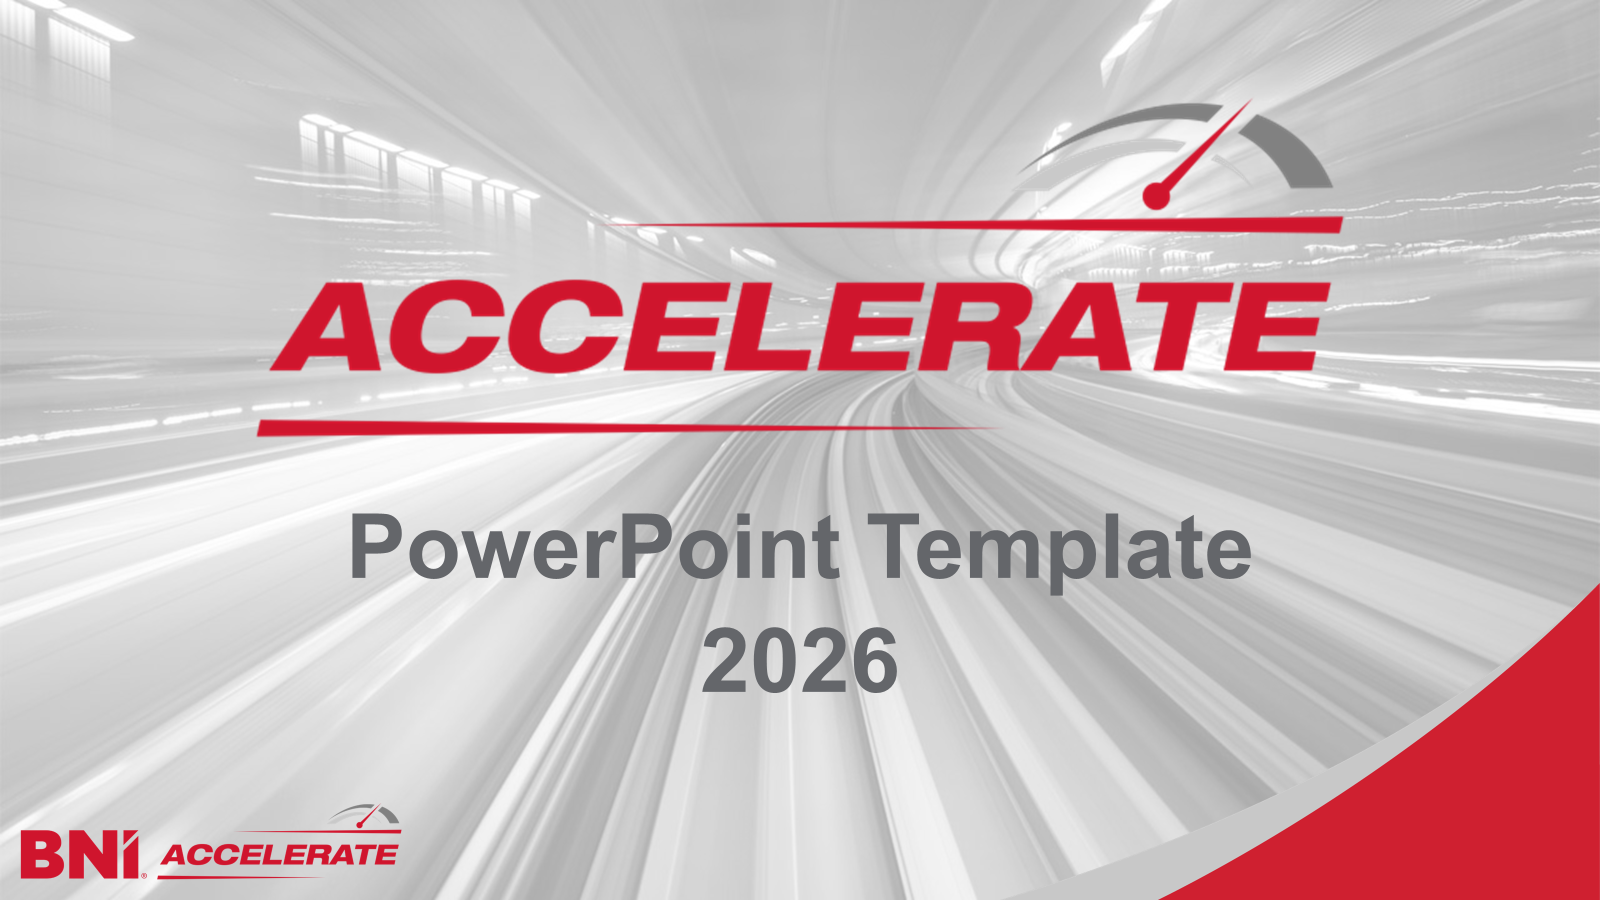 ACCELERATE
PowerPoint Template
2026
BNI® ACCELERATE